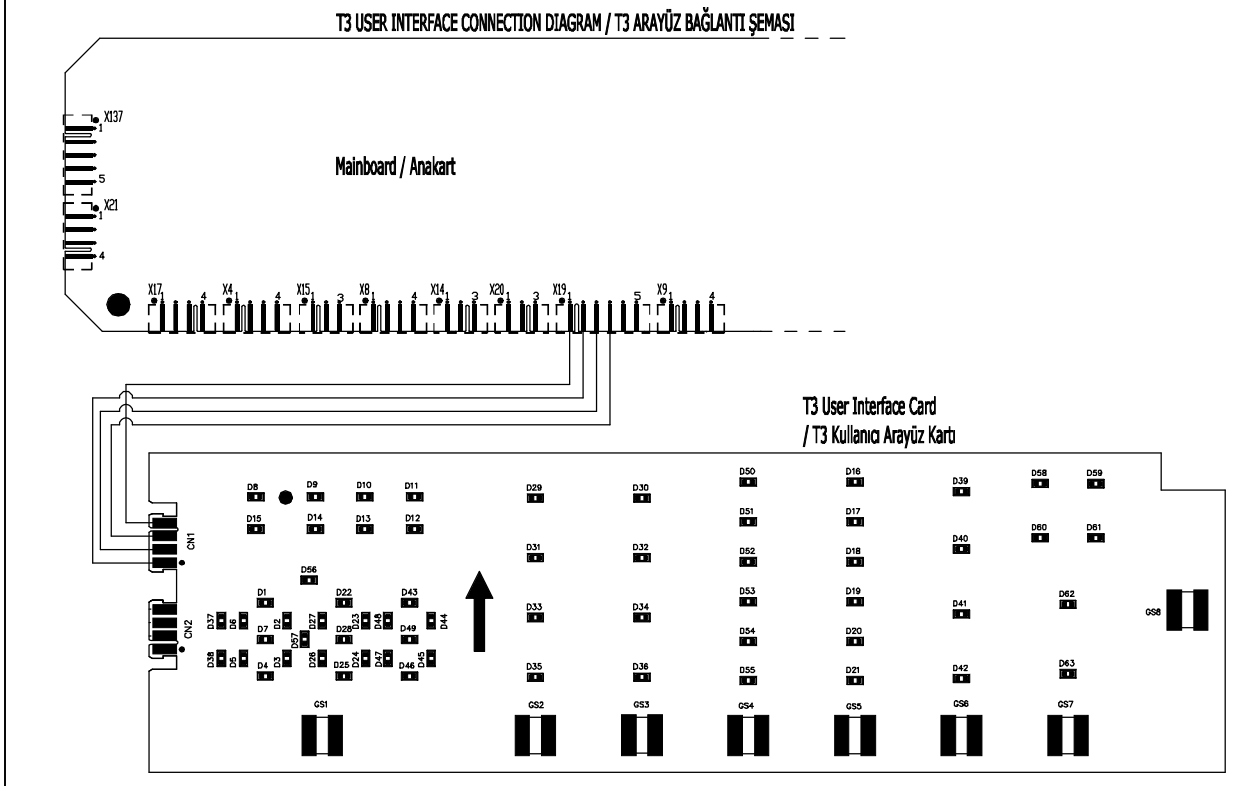 T3 USER INTERFACE CONNECTION DIAGRAM / T3 ARAYÜZ BAĞLANTI ŞEMASI
X137
1
5
X21
1
4
Mainboard / Anakart
X17 1 4 X4 1 4 X15 1 3 X8 1 4 X14 1 3 X20 1 3 X19 1 5 X9 1 4
T3 User Interface Card
/ T3 Kullanıcı Arayüz Kartı
D8 D9 D10 D11 D29 D30 D50 D16 D39 D58 D59
D15 D14 D13 D12 D51 D17
CN1
D31 D32 D52 D18 D40 D60 D61
D56
D1 D22 D43 D53 D19 D62
D37 D6 D2 D27 D23 D48 D44 D33 D34 D41 GS8
CN2
D7 D57 D28 D49 D54 D20
D38 D5 D3 D26 D24 D47 D45
D4 D25 D46 D35 D36 D55 D21 D42 D63
GS1 GS2 GS3 GS4 GS5 GS6 GS7